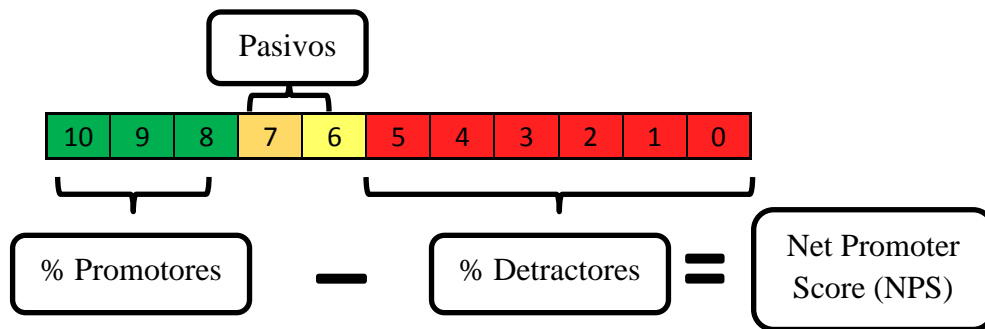 Pasivos
10 9 8 7 6 5 4 3 2 1 0
% Promotores − % Detractores = Net Promoter
Score (NPS)